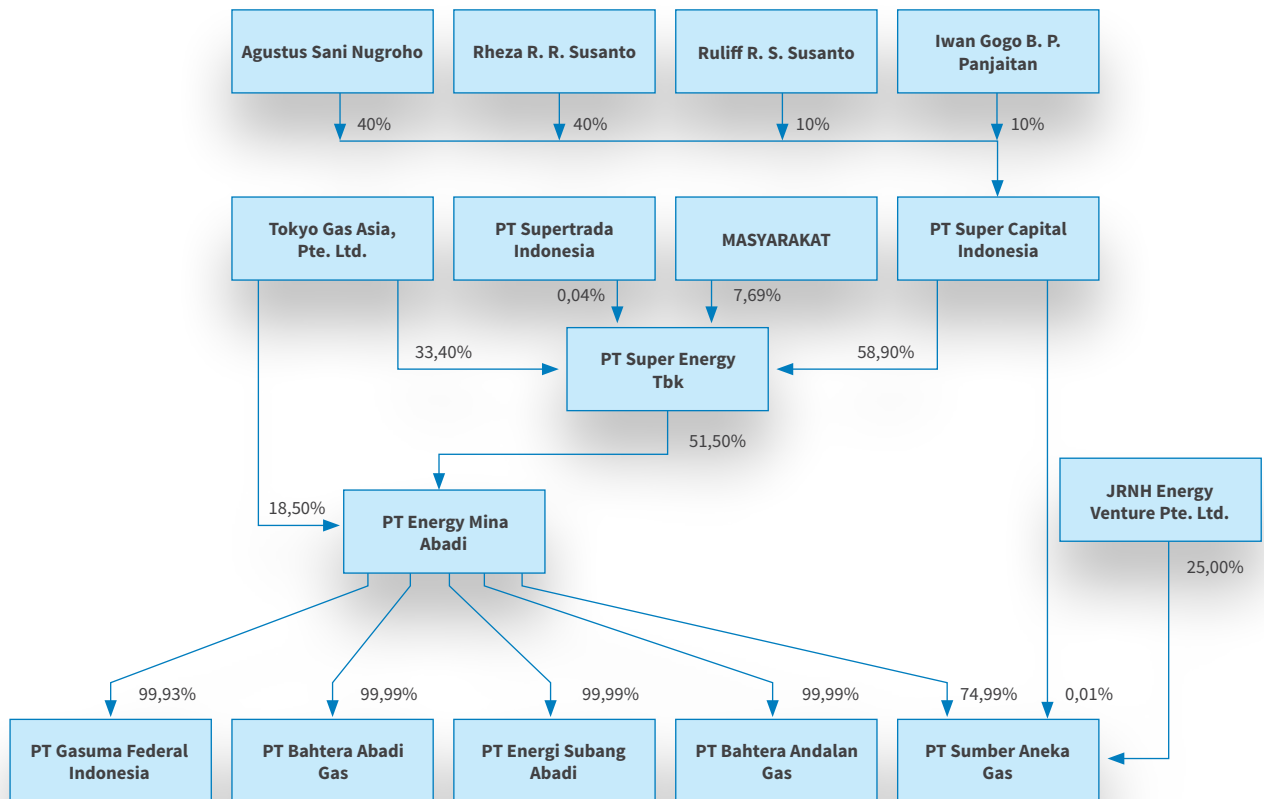 Agustus Sani Nugroho
Rheza R. R. Susanto
Ruliff R. S. Susanto
Iwan Gogo B. P.
Panjaitan
40%
40%
10%
10%
Tokyo Gas Asia,
Pte. Ltd.
PT Supertrada
Indonesia
MASYARAKAT
PT Super Capital
Indonesia
0,04%
7,69%
33,40%
PT Super Energy
Tbk
58,90%
51,50%
18,50%
PT Energy Mina
Abadi
JRNH Energy
Venture Pte. Ltd.
25,00%
99,93%
99,99%
99,99%
99,99%
74,99%
0,01%
PT Gasuma Federal
Indonesia
PT Bahtera Abadi
Gas
PT Energi Subang
Abadi
PT Bahtera Andalan
Gas
PT Sumber Aneka
Gas